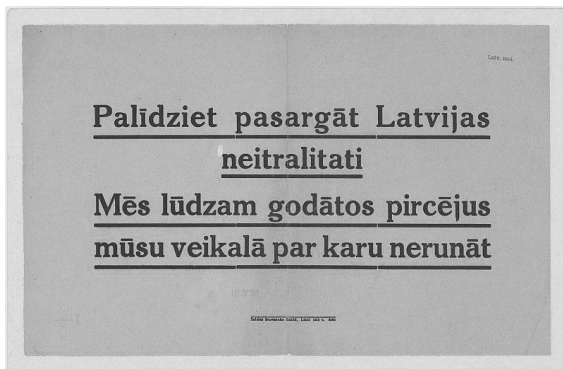 Palīdziet pasargāt Latvijas
neitralitati
Mēs lūdzam godātos pircējus
mūsu veikalā par karu nerunāt